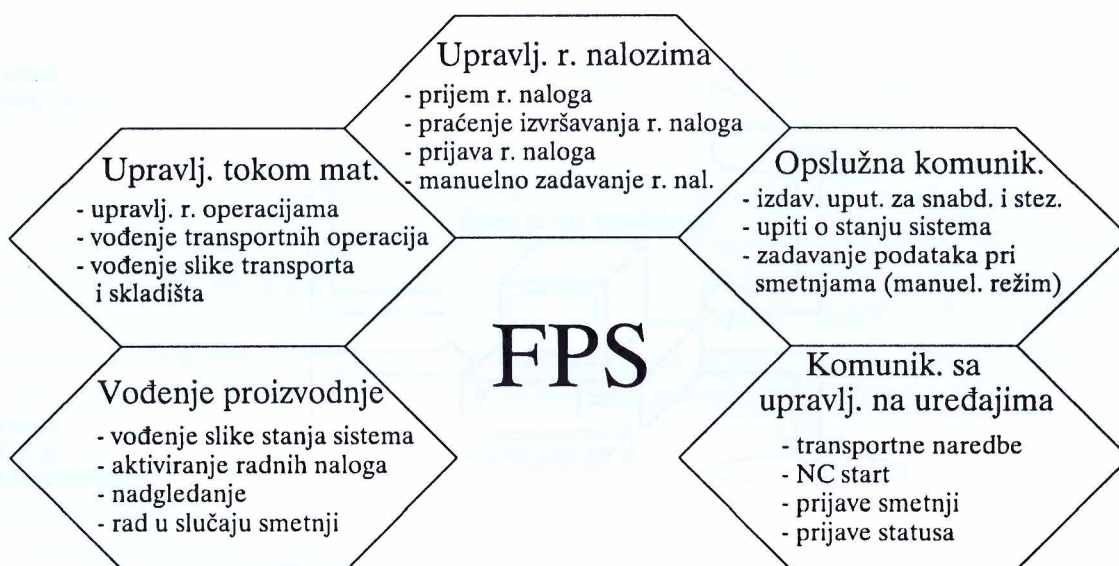 Upravlj. r. nalozima
- prijem r. naloga
- praćenje izvršavanja r. naloga
- prijava r. naloga
- manuelno zadavanje r. nal.
Upravlj. tokom mat.
- upravlj. r. operacijama
- vođenje transportnih operacija
- vođenje slike transporta
i skladišta
Opslužna komunik.
- izdav. uput. za snabd. i stez.
- upiti o stanju sistema
- zadavanje podataka pri
smetnjama (manuel. režim)
FPS
Vođenje proizvodnje
- vođenje slike stanja sistema
- aktiviranje radnih naloga
- nadgledanje
- rad u slučaju smetnji
Komunik. sa
upravlj. na uređajima
- transportne naredbe
- NC start
- prijave smetnji
- prijave statusa